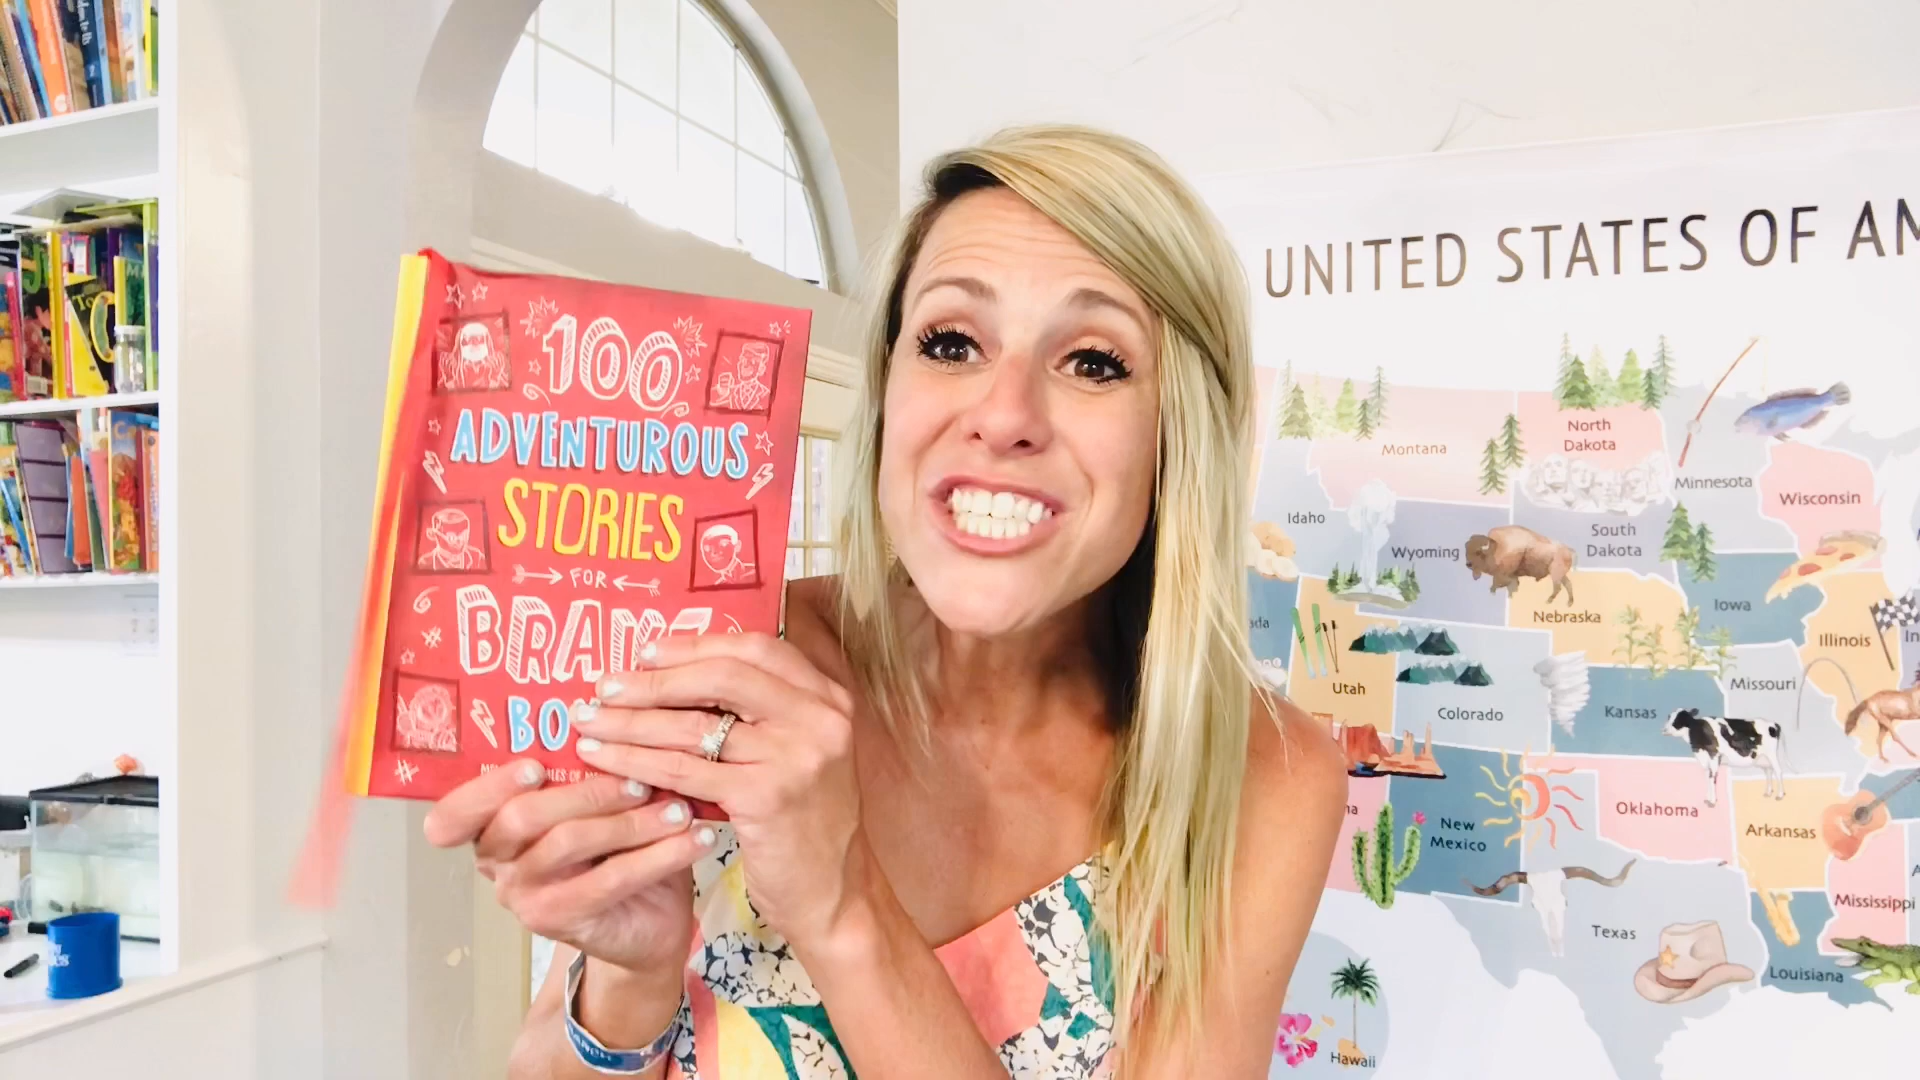 100
ADVENTUROUS
STORIES
FOR
BRAVE
UNITED STATES OF
Montana
North
Dakota
Minnesota
Wisconsin
Idaho
Wyoming
South
Dakota
Nebraska
Iowa
Illinois
Utah
Colorado
Kansas
Missouri
New
Mexico
Oklahoma
Arkansas
Mississippi
Texas
Louisiana
Hawaii